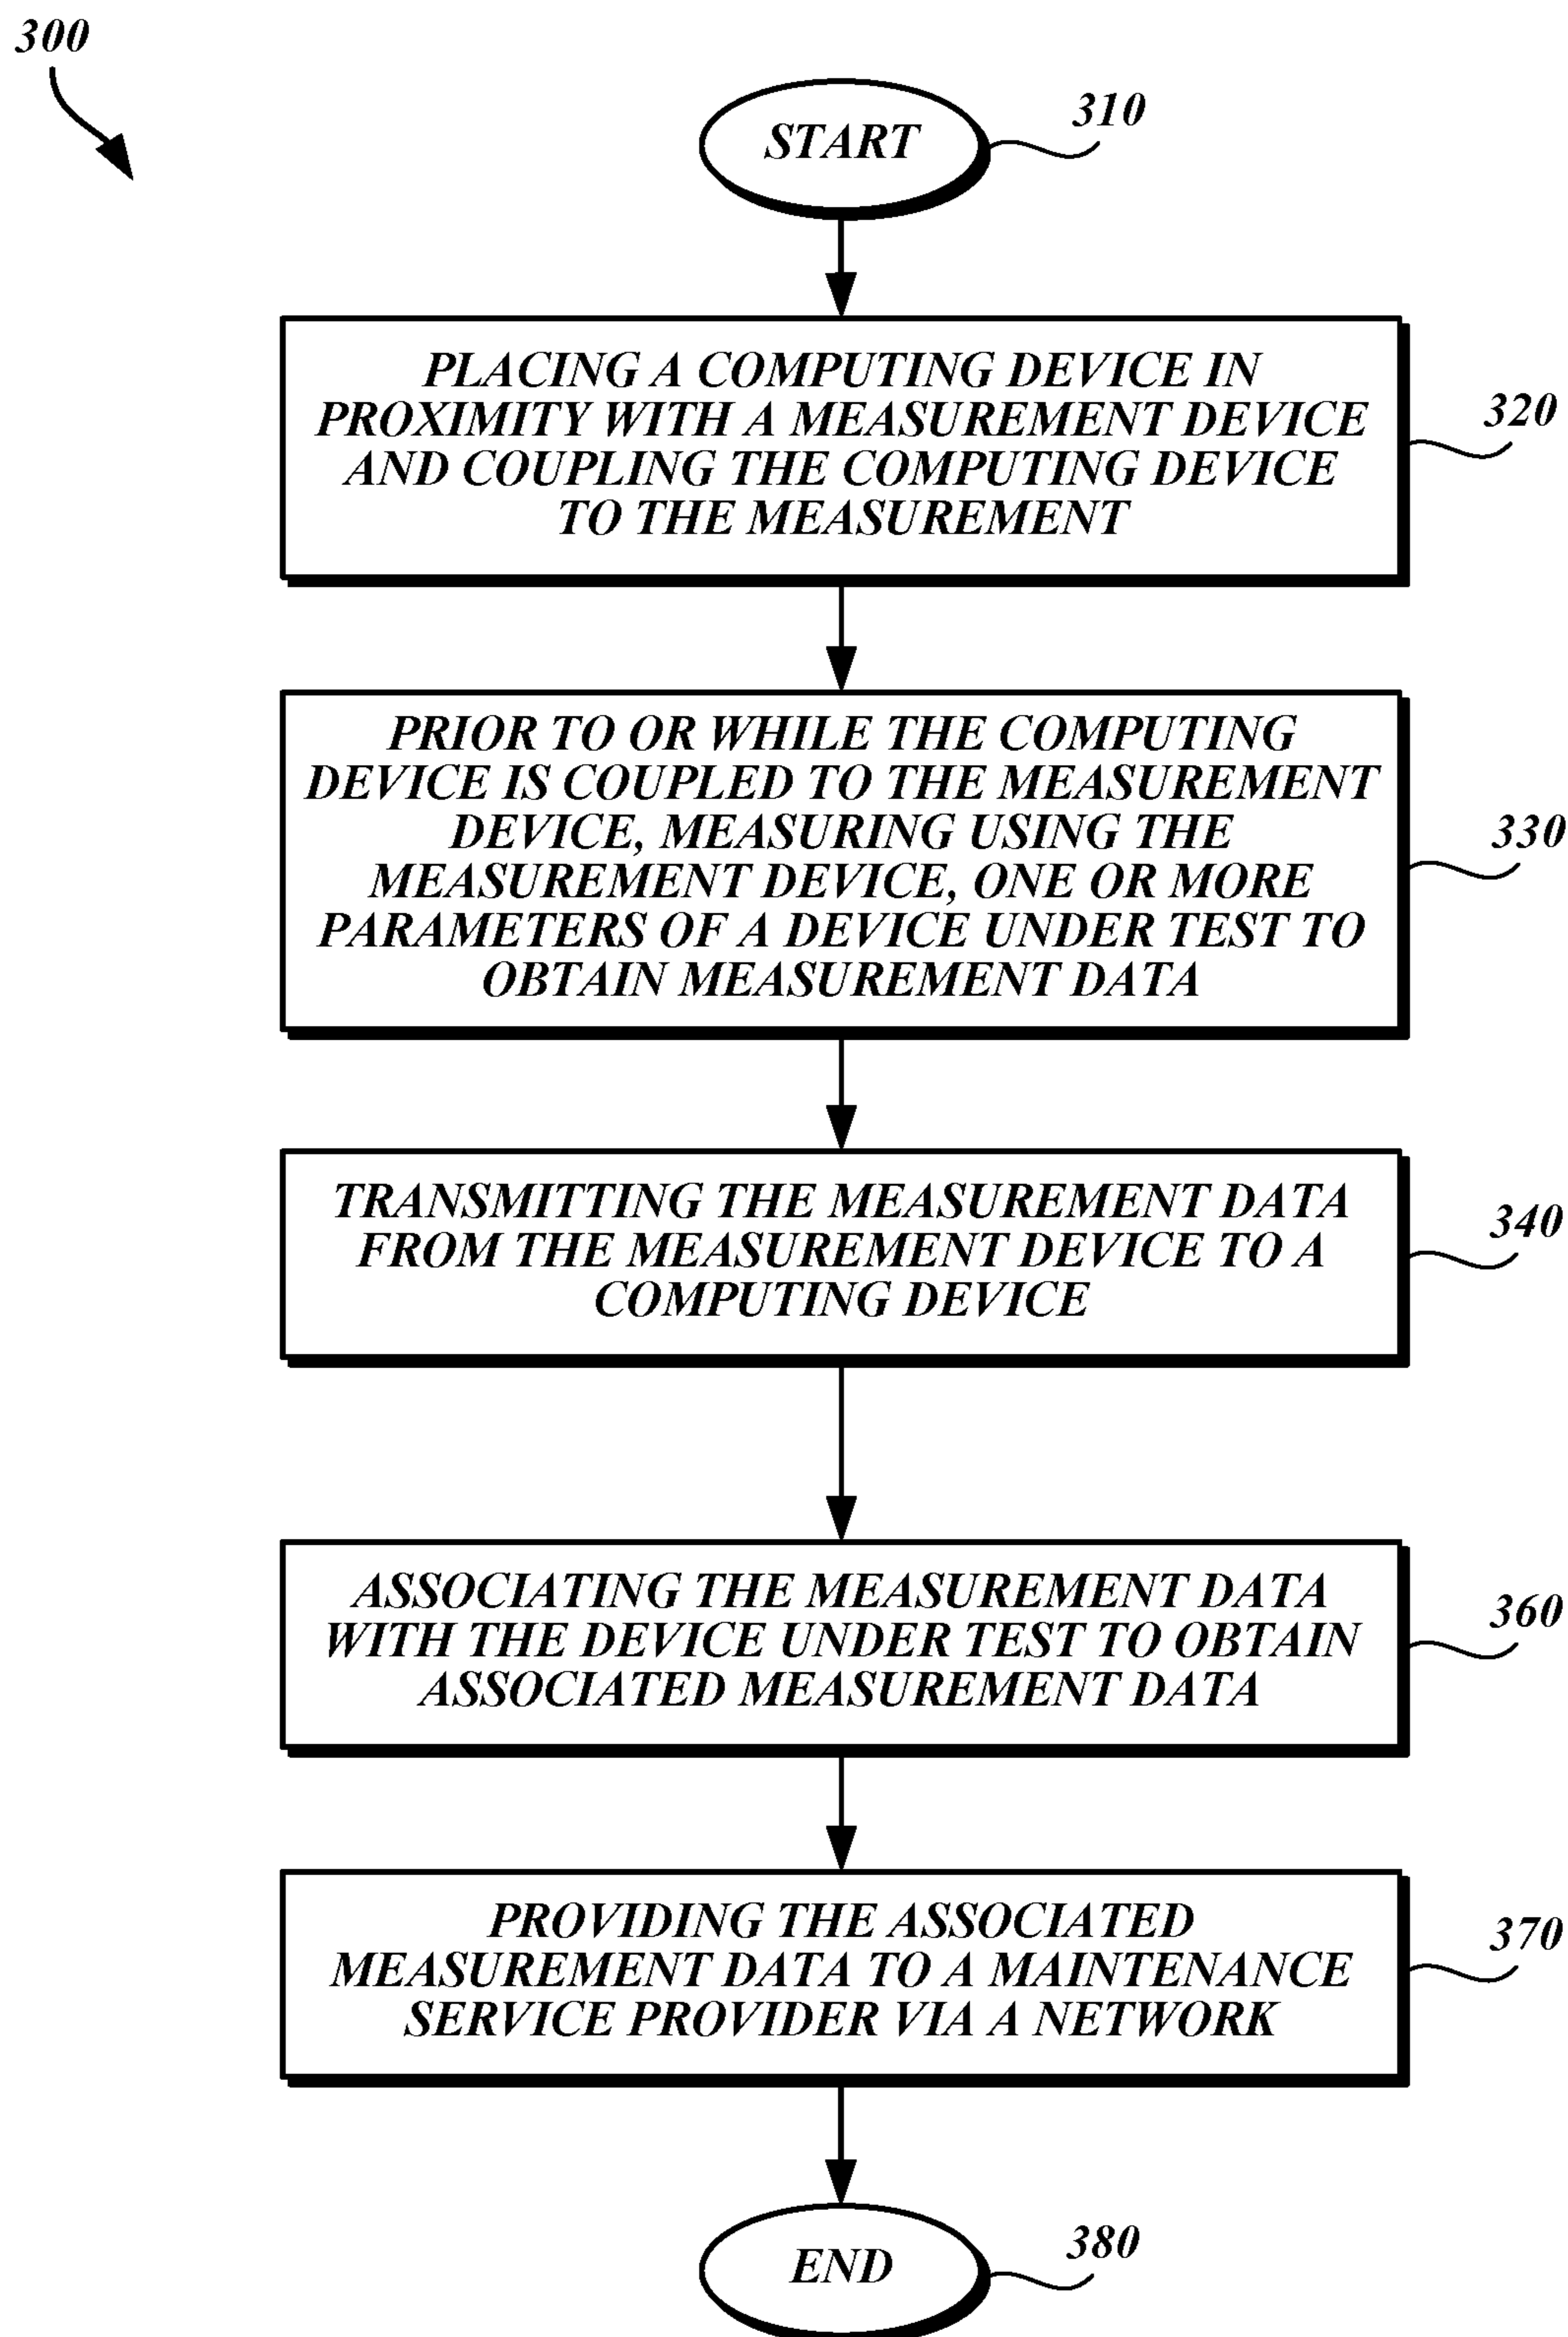 300
START
310
PLACING A COMPUTING DEVICE IN
PROXIMITY WITH A MEASUREMENT DEVICE
AND COUPLING THE COMPUTING DEVICE
TO THE MEASUREMENT
320
PRIOR TO OR WHILE THE COMPUTING
DEVICE IS COUPLED TO THE MEASUREMENT
DEVICE, MEASURING USING THE
MEASUREMENT DEVICE, ONE OR MORE
PARAMETERS OF A DEVICE UNDER TEST TO
OBTAIN MEASUREMENT DATA
330
TRANSMITTING THE MEASUREMENT DATA
FROM THE MEASUREMENT DEVICE TO A
COMPUTING DEVICE
340
ASSOCIATING THE MEASUREMENT DATA
WITH THE DEVICE UNDER TEST TO OBTAIN
ASSOCIATED MEASUREMENT DATA
360
PROVIDING THE ASSOCIATED
MEASUREMENT DATA TO A MAINTENANCE
SERVICE PROVIDER VIA A NETWORK
370
END
380